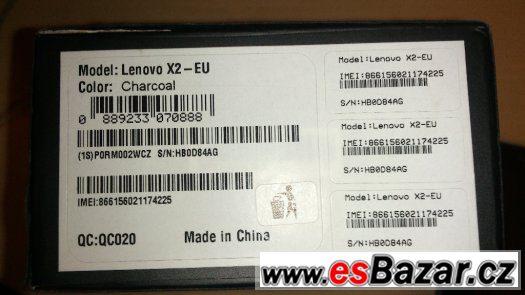 Model: Lenovo X2-EU
Color: Charcoal
0 889233 070888
(1S)P0RM002WCZ S/N:HB0D84AG
IMEI:866156021174225
QC:QC020 Made in China
Model:Lenovo X2-EU
IMEI:866156021174225
S/N:HB0D84AG
Model:Lenovo X2-EU
IMEI:866156021174225
S/N:HB0D84AG
Model:Lenovo X2-EU
IMEI:866156021174225
S/N:HB0D84AG
www.esBazar.cz